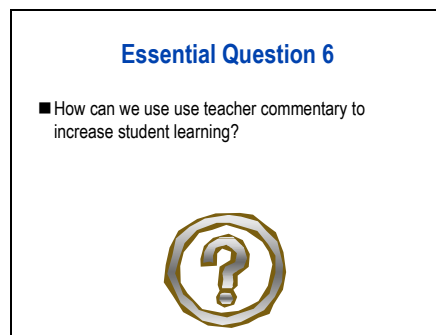 Essential Question 6
■ How can we use use teacher commentary to
increase student learning?
?